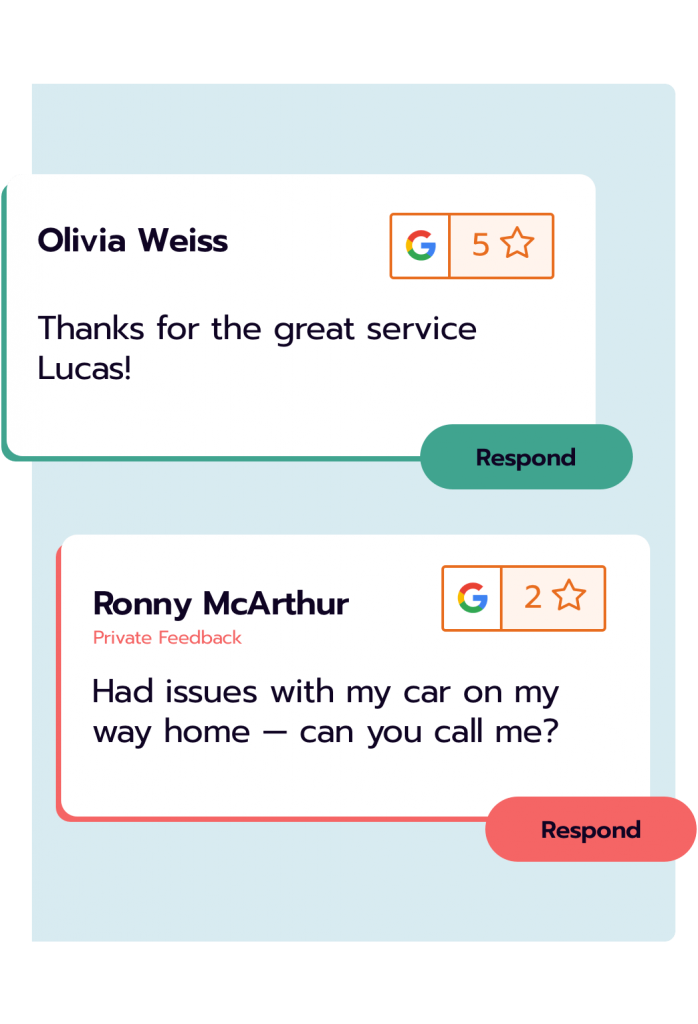 Olivia Weiss
5
Thanks for the great service
Lucas!
Respond
Ronny McArthur
2
Private Feedback
Had issues with my car on my
way home – can you call me?
Respond